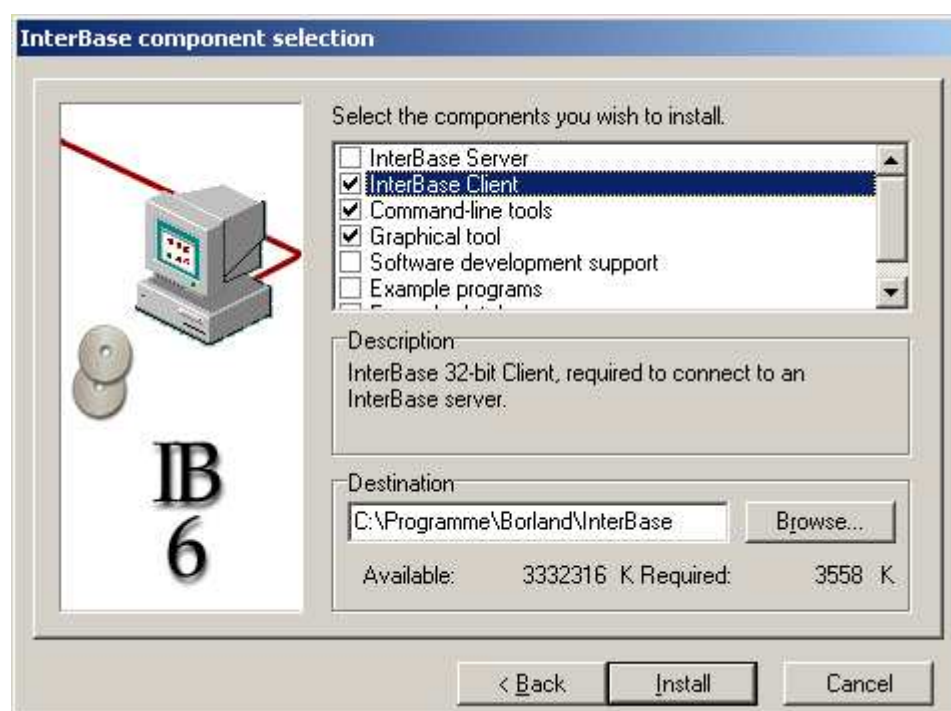 InterBase component selection
Select the components you wish to install.
InterBase Server
InterBase Client
Command-line tools
Graphical tool
Software development support
Example programs
Description
InterBase 32-bit Client, required to connect to an
InterBase server.
IB
6
Destination
C:\Programme\Borland\InterBase
Browse...
Available: 3332316 K Required: 3558 K
< Back
Install
Cancel